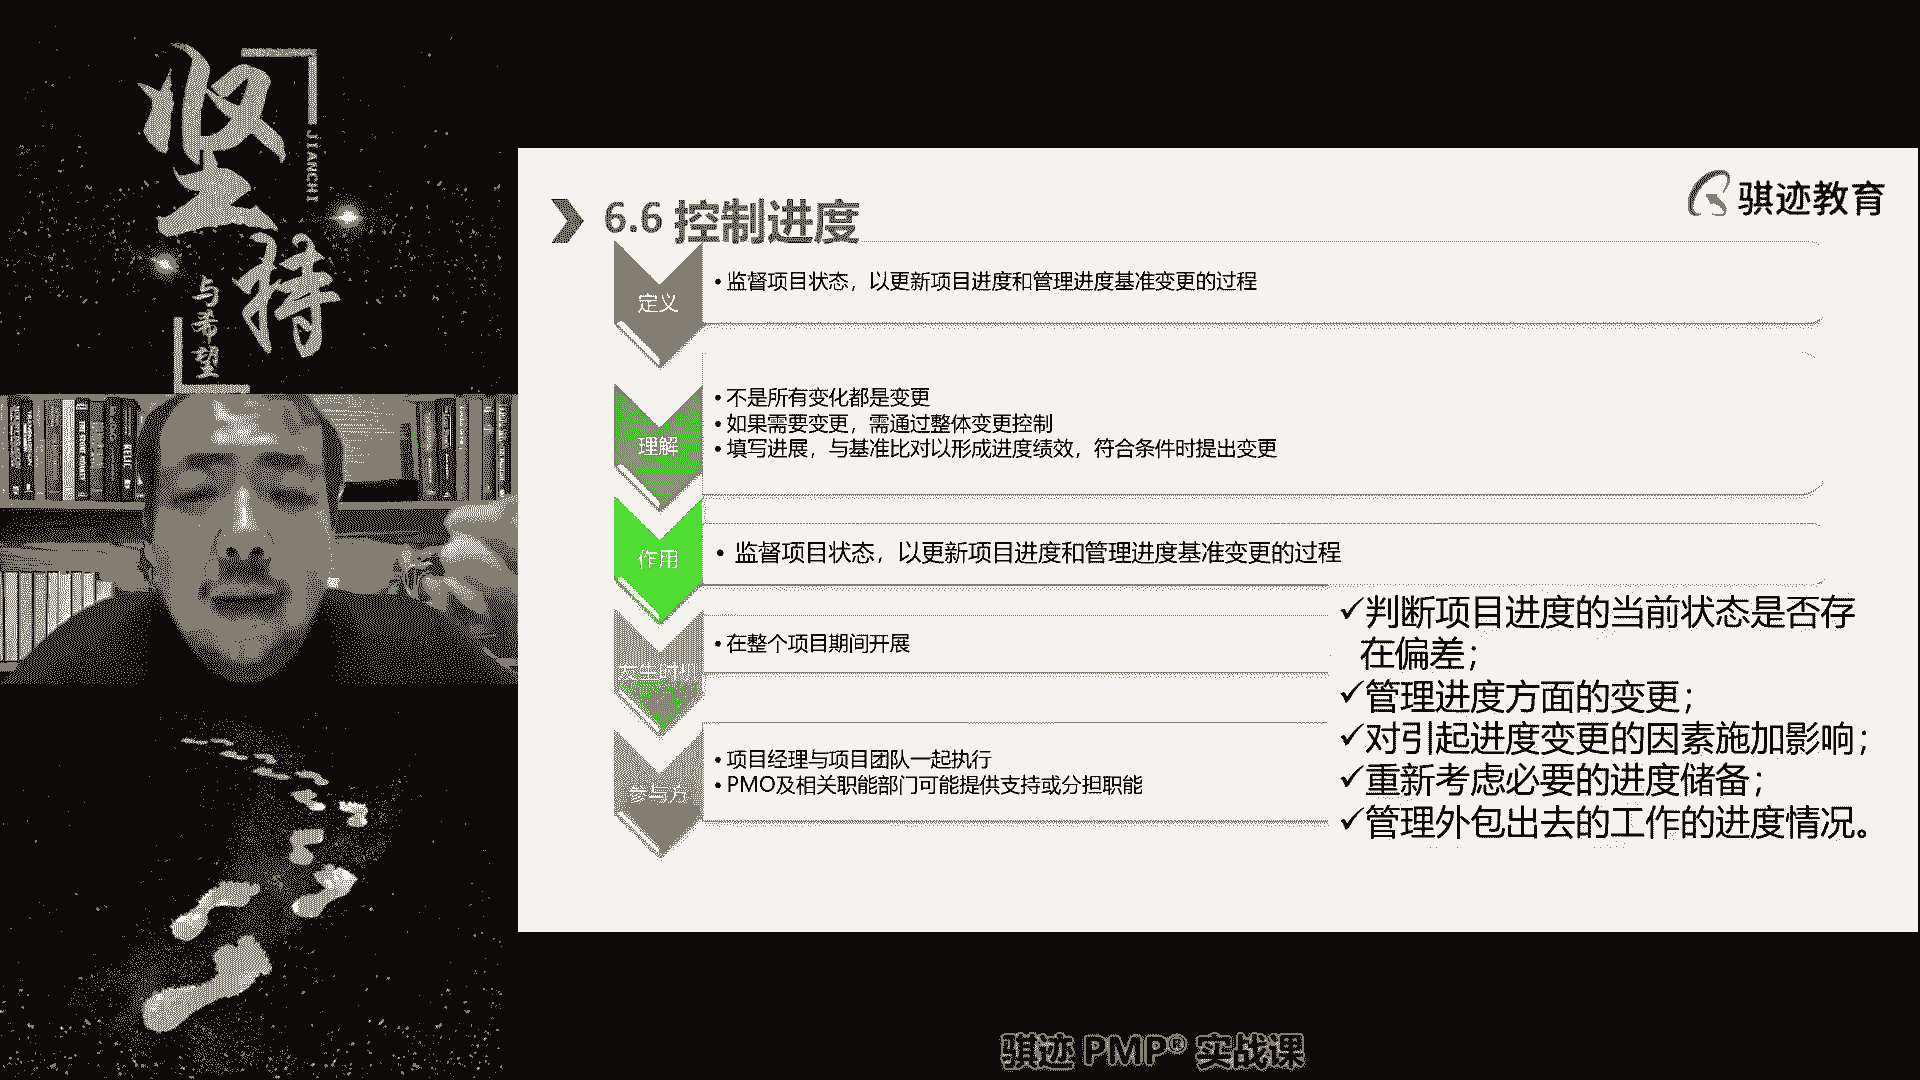 坚持
JIANCHI
与希望
骐迹教育
6.6 控制进度
定义
• 监督项目状态，以更新项目进度和管理进度基准变更的过程
理解
• 不是所有变化都是变更
• 如果需要变更，需通过整体变更控制
• 填写进展，与基准比对以形成进度绩效，符合条件时提出变更
作用
• 监督项目状态，以更新项目进度和管理进度基准变更的过程
• 在整个项目期间开展
参与方
• 项目经理与项目团队一起执行
• PMO及相关职能部门可能提供支持或分担职能
✓判断项目进度的当前状态是否存
在偏差；
✓管理进度方面的变更；
✓对引起进度变更的因素施加影响；
✓重新考虑必要的进度储备；
✓管理外包出去的工作的进度情况。
骐迹 PMP® 实战课